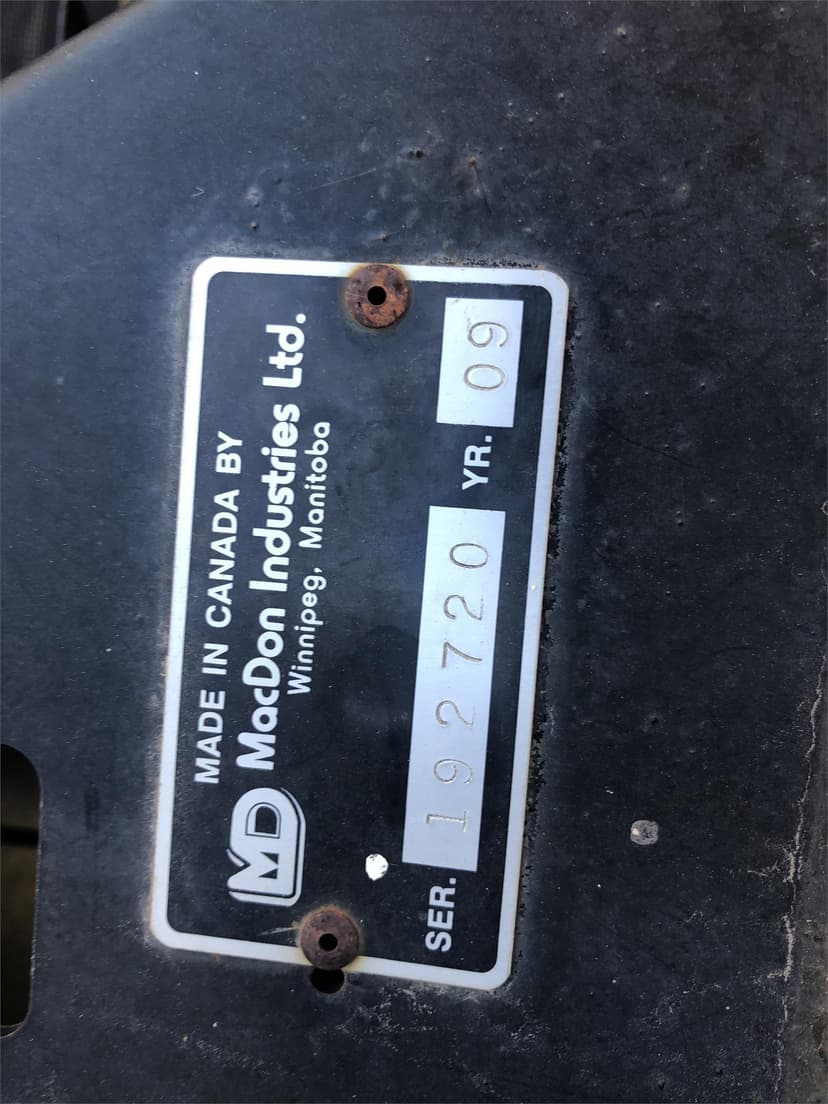 MADE IN CANADA BY
MD MacDon Industries Ltd.
Winnipeg, Manitoba
SER. 192720 YR. 09